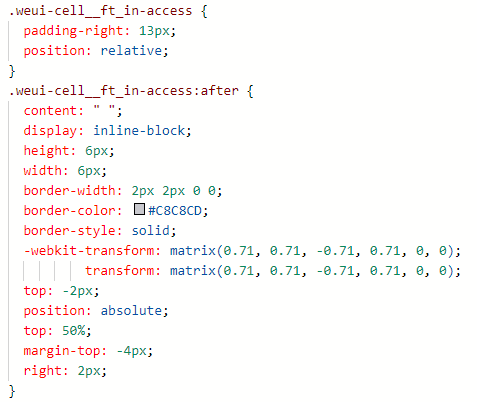 .weui-cell__ft_in-access {
padding-right: 13px;
position: relative;
}
.weui-cell__ft_in-access:after {
content: " ";
display: inline-block;
height: 6px;
width: 6px;
border-width: 2px 2px 0 0;
border-color: #C8C8CD;
border-style: solid;
-webkit-transform: matrix(0.71, 0.71, -0.71, 0.71, 0, 0);
transform: matrix(0.71, 0.71, -0.71, 0.71, 0, 0);
top: -2px;
position: absolute;
top: 50%;
margin-top: -4px;
right: 2px;
}